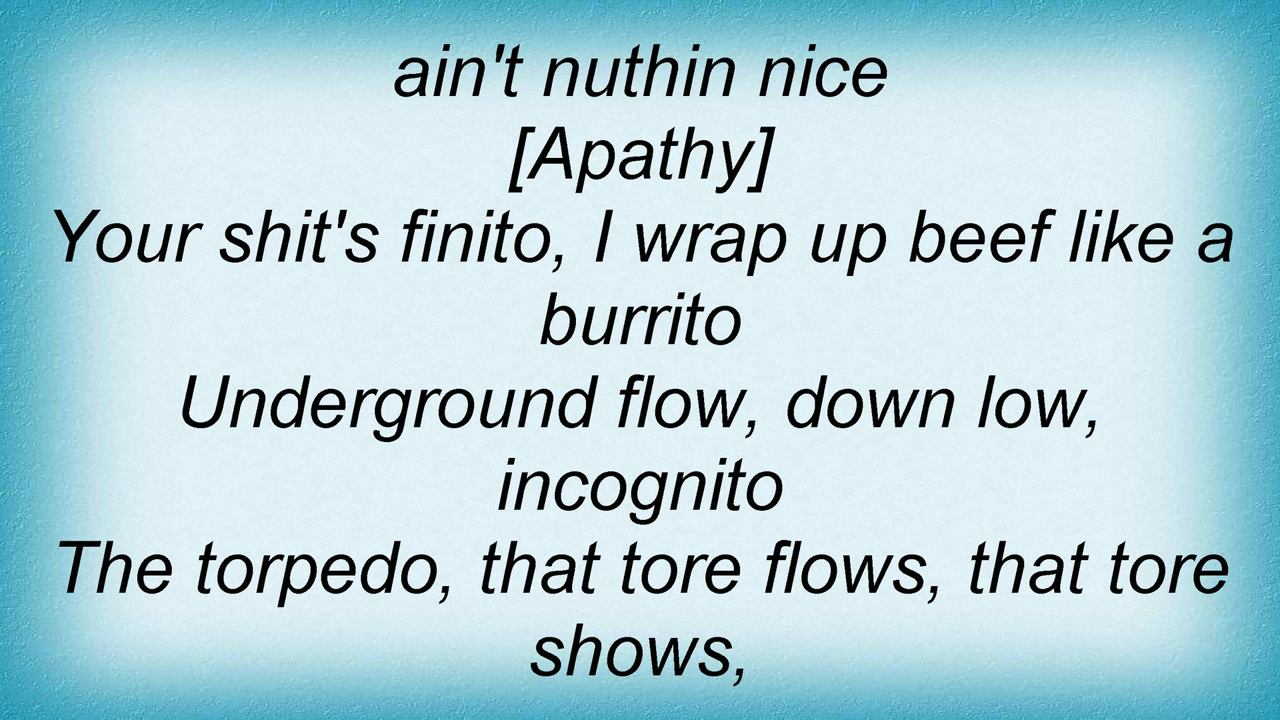 ain't nuthin nice
[Apathy]
Your shit's finito, I wrap up beef like a
burrito
Underground flow, down low,
incognito
The torpedo, that tore flows, that tore
shows,